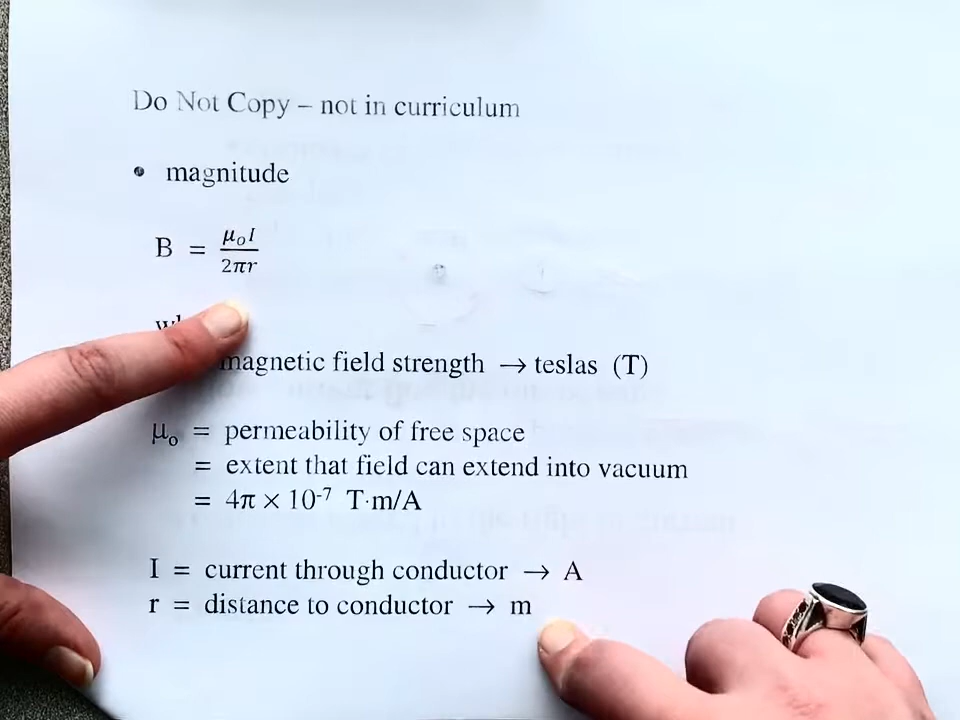 Do Not Copy – not in curriculum
• magnitude
B = μₒI / 2πr
magnetic field strength → teslas (T)
μₒ = permeability of free space
= extent that field can extend into vacuum
= 4π × 10⁻⁷ T·m/A
I = current through conductor → A
r = distance to conductor → m